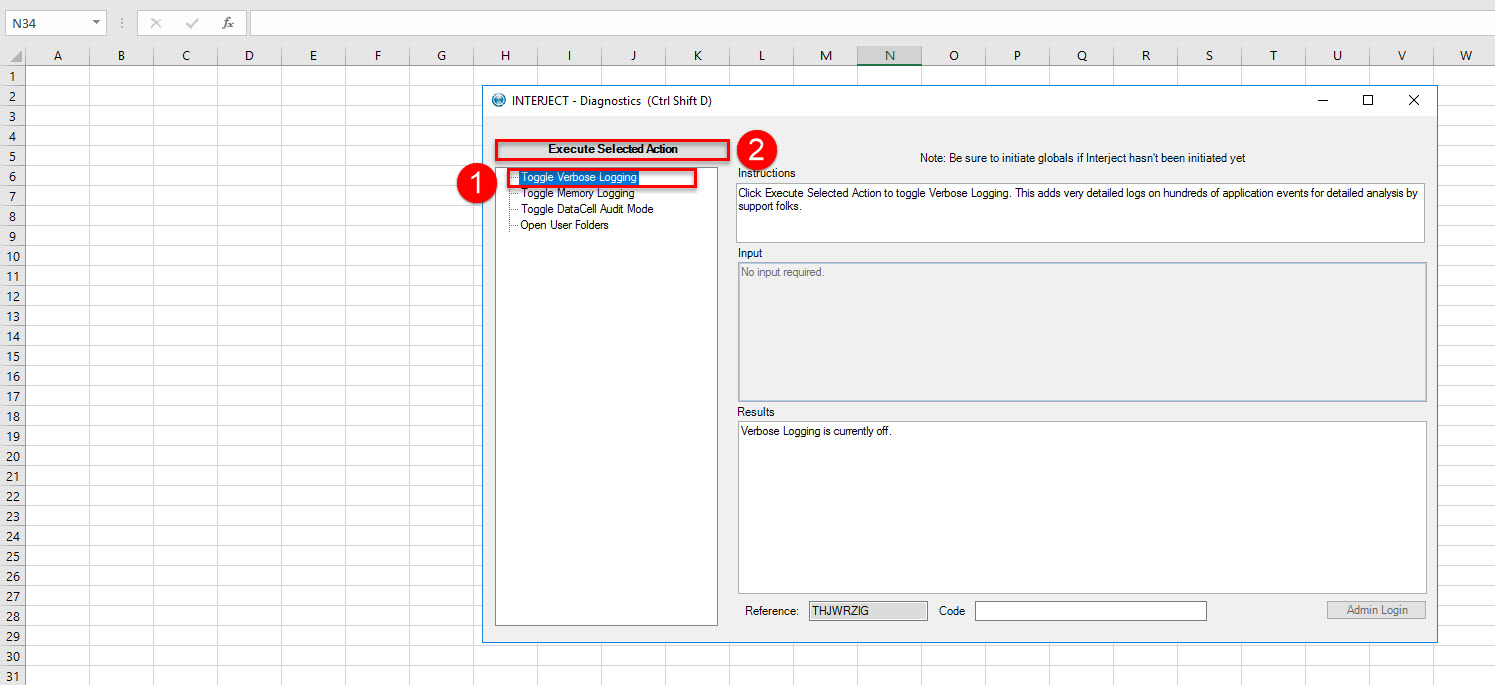 N34
fx
A B C D E F G H I J K L M N O P Q R S T U V W
1
2
3
4
5
6
7
8
9
10
11
12
13
14
15
16
17
18
19
20
21
22
23
24
25
26
27
28
29
30
31
INTERJECT - Diagnostics (Ctrl Shift D)
Execute Selected Action
2
1
Toggle Verbose Logging
Toggle Memory Logging
Toggle DataCell Audit Mode
Open User Folders
Note: Be sure to initiate globals if Interject hasn't been initiated yet
Instructions
Click Execute Selected Action to toggle Verbose Logging. This adds very detailed logs on hundreds of application events for detailed analysis by
support folks.
Input
No input required.
Results
Verbose Logging is currently off.
Reference: THJWRZIG Code Admin Login